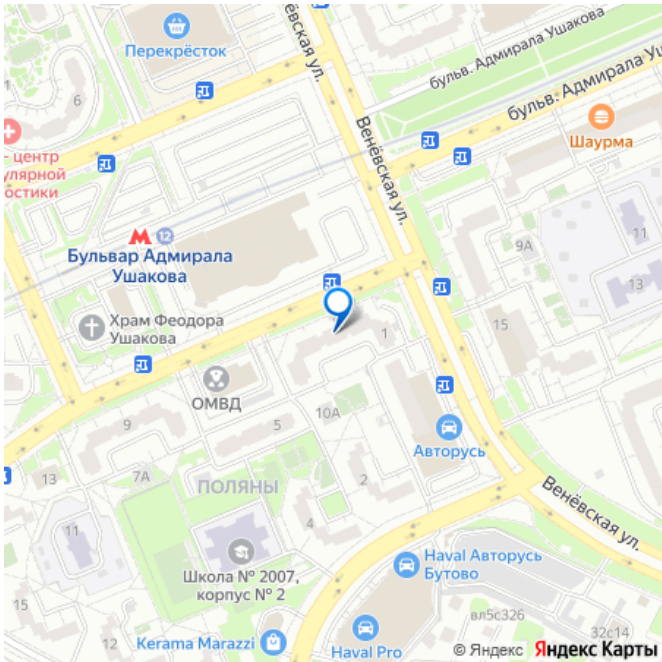 Перекрёсток
Венёвская ул.
бульв. Адмирала Ушакова
бульв. Адмирала
6
Шаурма
центр
Венёвская ул.
9А
11
12
Бульвар Адмирала
Ушакова
13
Храм Феодора
Ушакова
1
15
ОМВД
10А
9
5
Авторусь
13
7А
ПОЛЯНЫ
2
Венёвская ул.
11
4
Школа № 2007,
корпус № 2
Haval Авторусь
Бутово
15
вл5с326
12
32с14
Kerama Marazzi
Haval Pro
© Яндекс Яндекс Карты